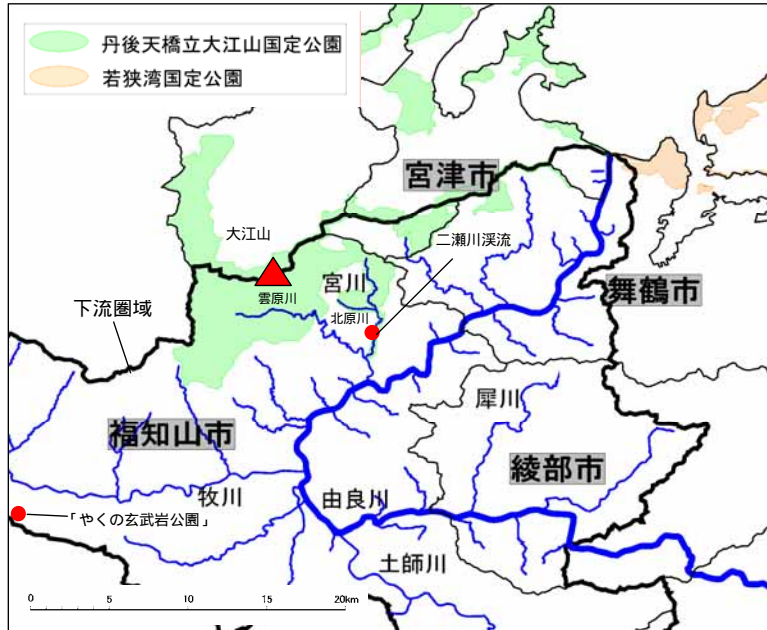 丹後天橋立大江山国定公園
若狭湾国定公園
宮津市
大江山
二瀬川渓流
宮川
雲原川
舞鶴市
下流圏域
北原川
犀川
福知山市
綾部市
牧川
由良川
「やくの玄武岩公園」
土師川
0 5 10 15 20km